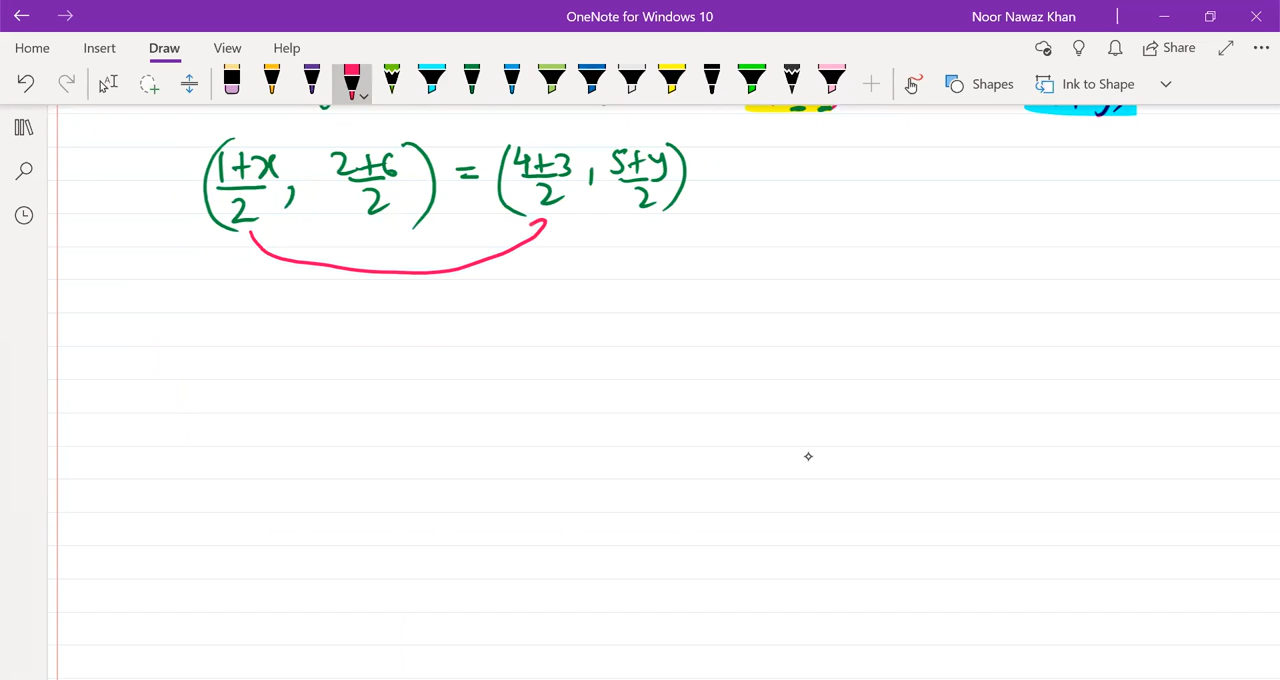 OneNote for Windows 10
Noor Nawaz Khan
Home Insert Draw View Help Share
Shapes Ink to Shape
(1+x/2, 2+6/2) = (4+3/2, 5+y/2)